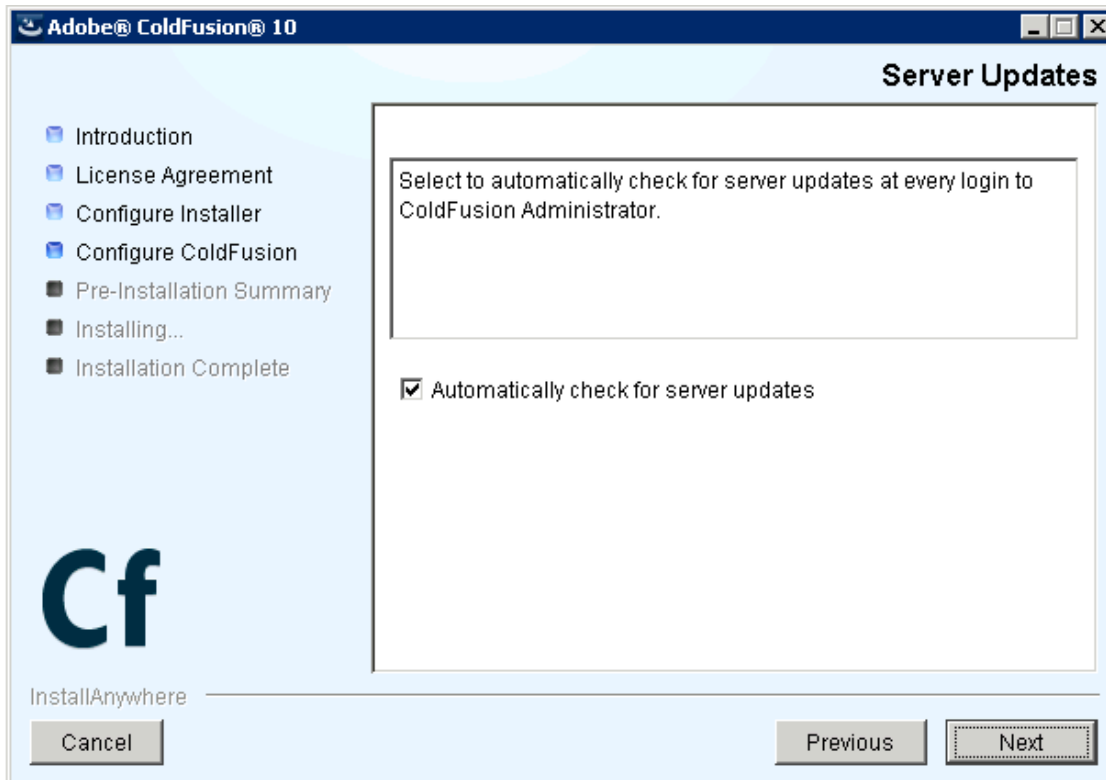 Adobe® ColdFusion® 10
Server Updates
Introduction
License Agreement
Configure Installer
Configure ColdFusion
Pre-Installation Summary
Installing...
Installation Complete
Select to automatically check for server updates at every login to
ColdFusion Administrator.
Automatically check for server updates
Cf
InstallAnywhere
Cancel
Previous
Next